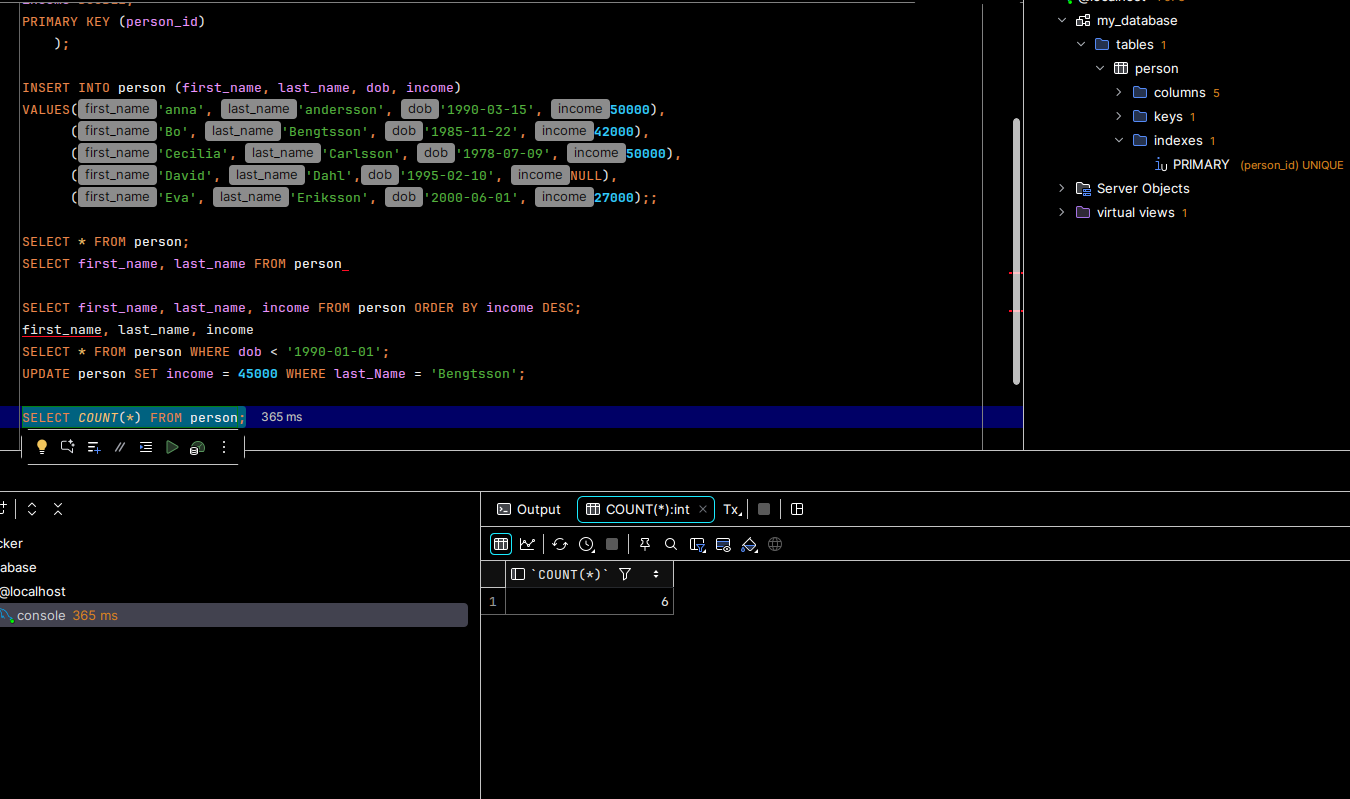 PRIMARY KEY (person_id)
);
INSERT INTO person (first_name, last_name, dob, income)
VALUES( first_name 'anna', last_name 'andersson', dob '1990-03-15', income 50000),
( first_name 'Bo', last_name 'Bengtsson', dob '1985-11-22', income 42000),
( first_name 'Cecilia', last_name 'Carlsson', dob '1978-07-09', income 50000),
( first_name 'David', last_name 'Dahl', dob '1995-02-10', income NULL),
( first_name 'Eva', last_name 'Eriksson', dob '2000-06-01', income 27000);;
SELECT * FROM person;
SELECT first_name, last_name FROM person
SELECT first_name, last_name, income FROM person ORDER BY income DESC;
first_name, last_name, income
SELECT * FROM person WHERE dob < '1990-01-01';
UPDATE person SET income = 45000 WHERE last_Name = 'Bengtsson';
SELECT COUNT(*) FROM person; 365 ms
my_database
tables 1
person
columns 5
keys 1
indexes 1
PRIMARY (person_id) UNIQUE
Server Objects
virtual views 1
cker
abase
@localhost
console 365 ms
Output COUNT(*):int × Tx
`COUNT(*)`
1 6